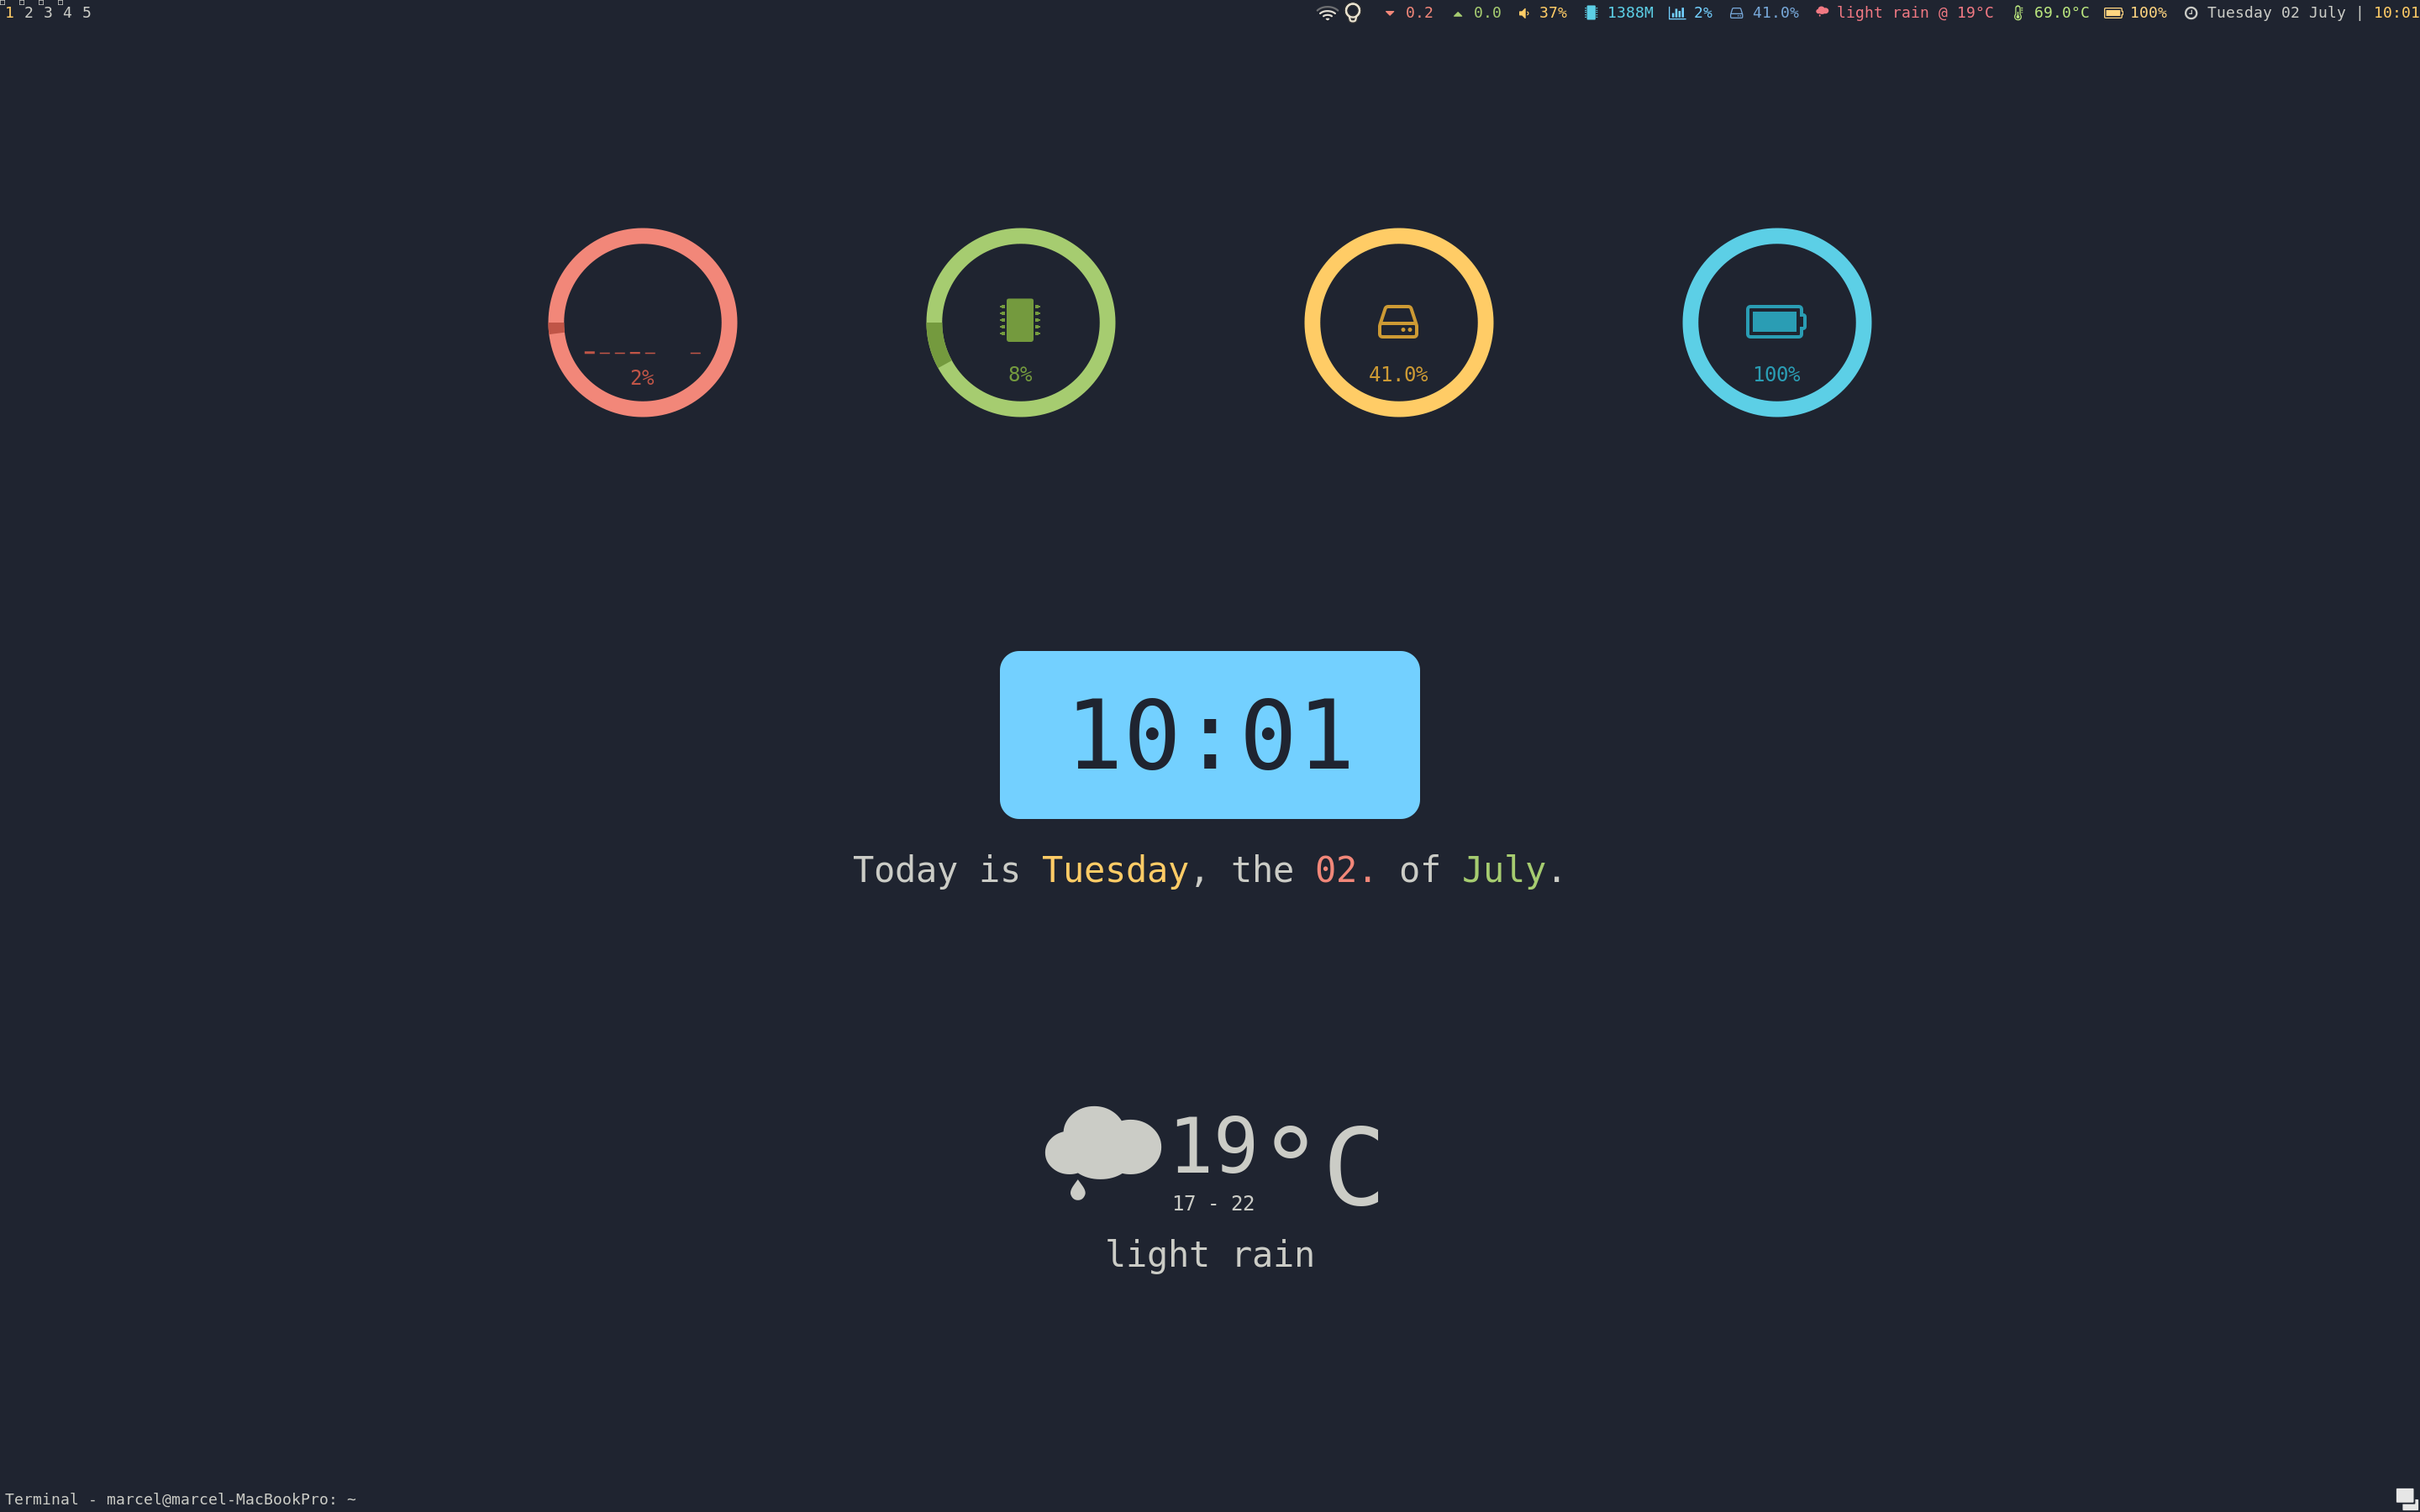 1 2 3 4 5 0.2 0.0 37% 1388M 2% 41.0% light rain @ 19°C 69.0°C 100% Tuesday 02 July | 10:01
2% 8% 41.0% 100%
10:01
Today is Tuesday, the 02. of July.
19°C
17 - 22
light rain
Terminal - marcel@marcel-MacBookPro: ~